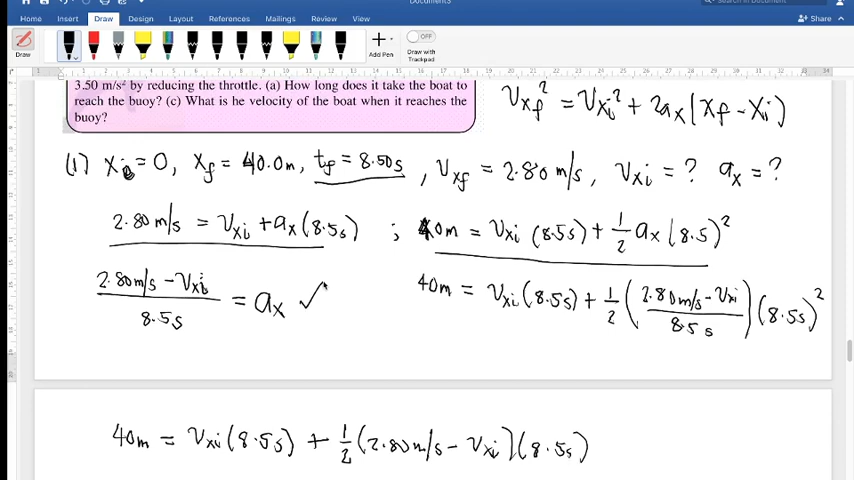 Document3
Search in Document
Home Insert Draw Design Layout References Mailings Review View Share
Draw
Add Pen
OFF
Draw with Trackpad
3.50 m/s² by reducing the throttle. (a) How long does it take the boat to
reach the buoy? (c) What is he velocity of the boat when it reaches the
buoy?
Vxf² = Vxi² + 2ax(xf - xi)
(1) xi = 0, xf = 40.0m, tf = 8.50s, Vxf = 2.80 m/s, Vxi = ? ax = ?
2.80 m/s = Vxi + ax(8.5s) ; 40m = Vxi (8.5s) + 1/2 ax (8.5)²
(2.80m/s - Vxi)/8.5s = ax ✓
40m = Vxi(8.5s) + 1/2 ((2.80m/s - Vxi)/8.5s)(8.5s)²
40m = Vxi(8.5s) + 1/2 (2.80m/s - Vxi)(8.5s)